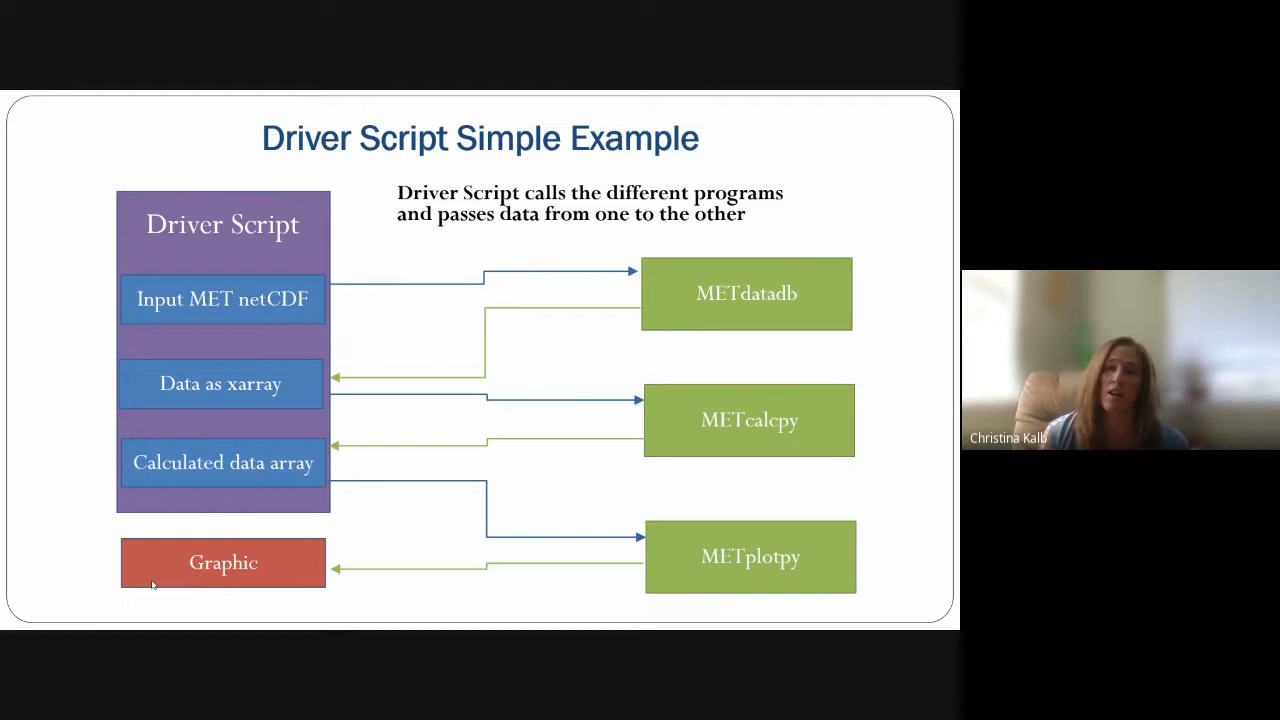 Driver Script Simple Example
Driver Script calls the different programs
and passes data from one to the other
Driver Script
Input MET netCDF
METdatadb
Data as xarray
METcalcpy
Calculated data array
METplotpy
Graphic
Christina Kalb